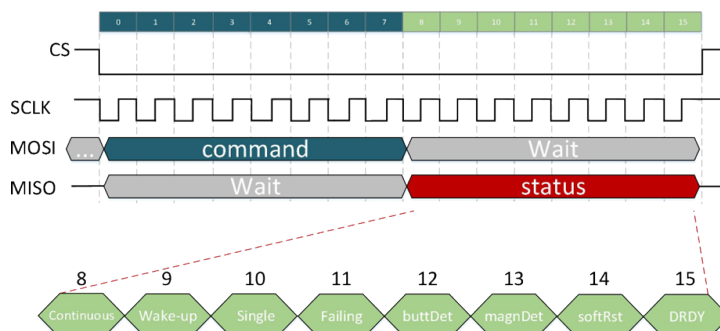 0 1 2 3 4 5 6 7 8 9 10 11 12 13 14 15
CS
SCLK
MOSI ... command Wait
MISO Wait status
8 9 10 11 12 13 14 15
Continuous Wake-up Single Failing buttDet magnDet softRst DRDY